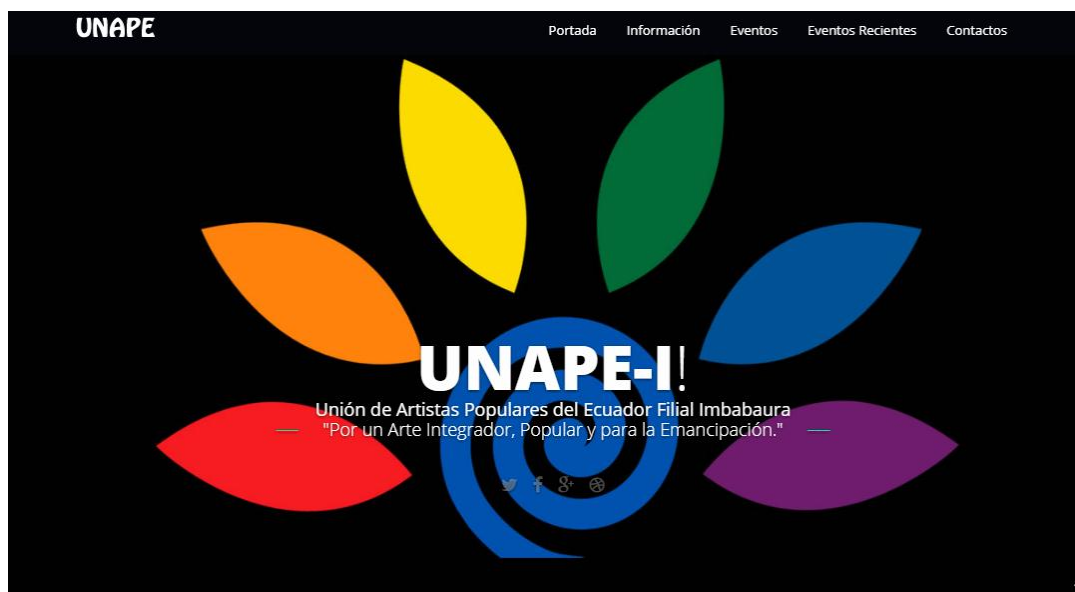 UNAPE
Portada Información Eventos Eventos Recientes Contactos
UNAPE-I!
Unión de Artistas Populares del Ecuador Filial Imbabaura
"Por un Arte Integrador, Popular y para la Emancipación."